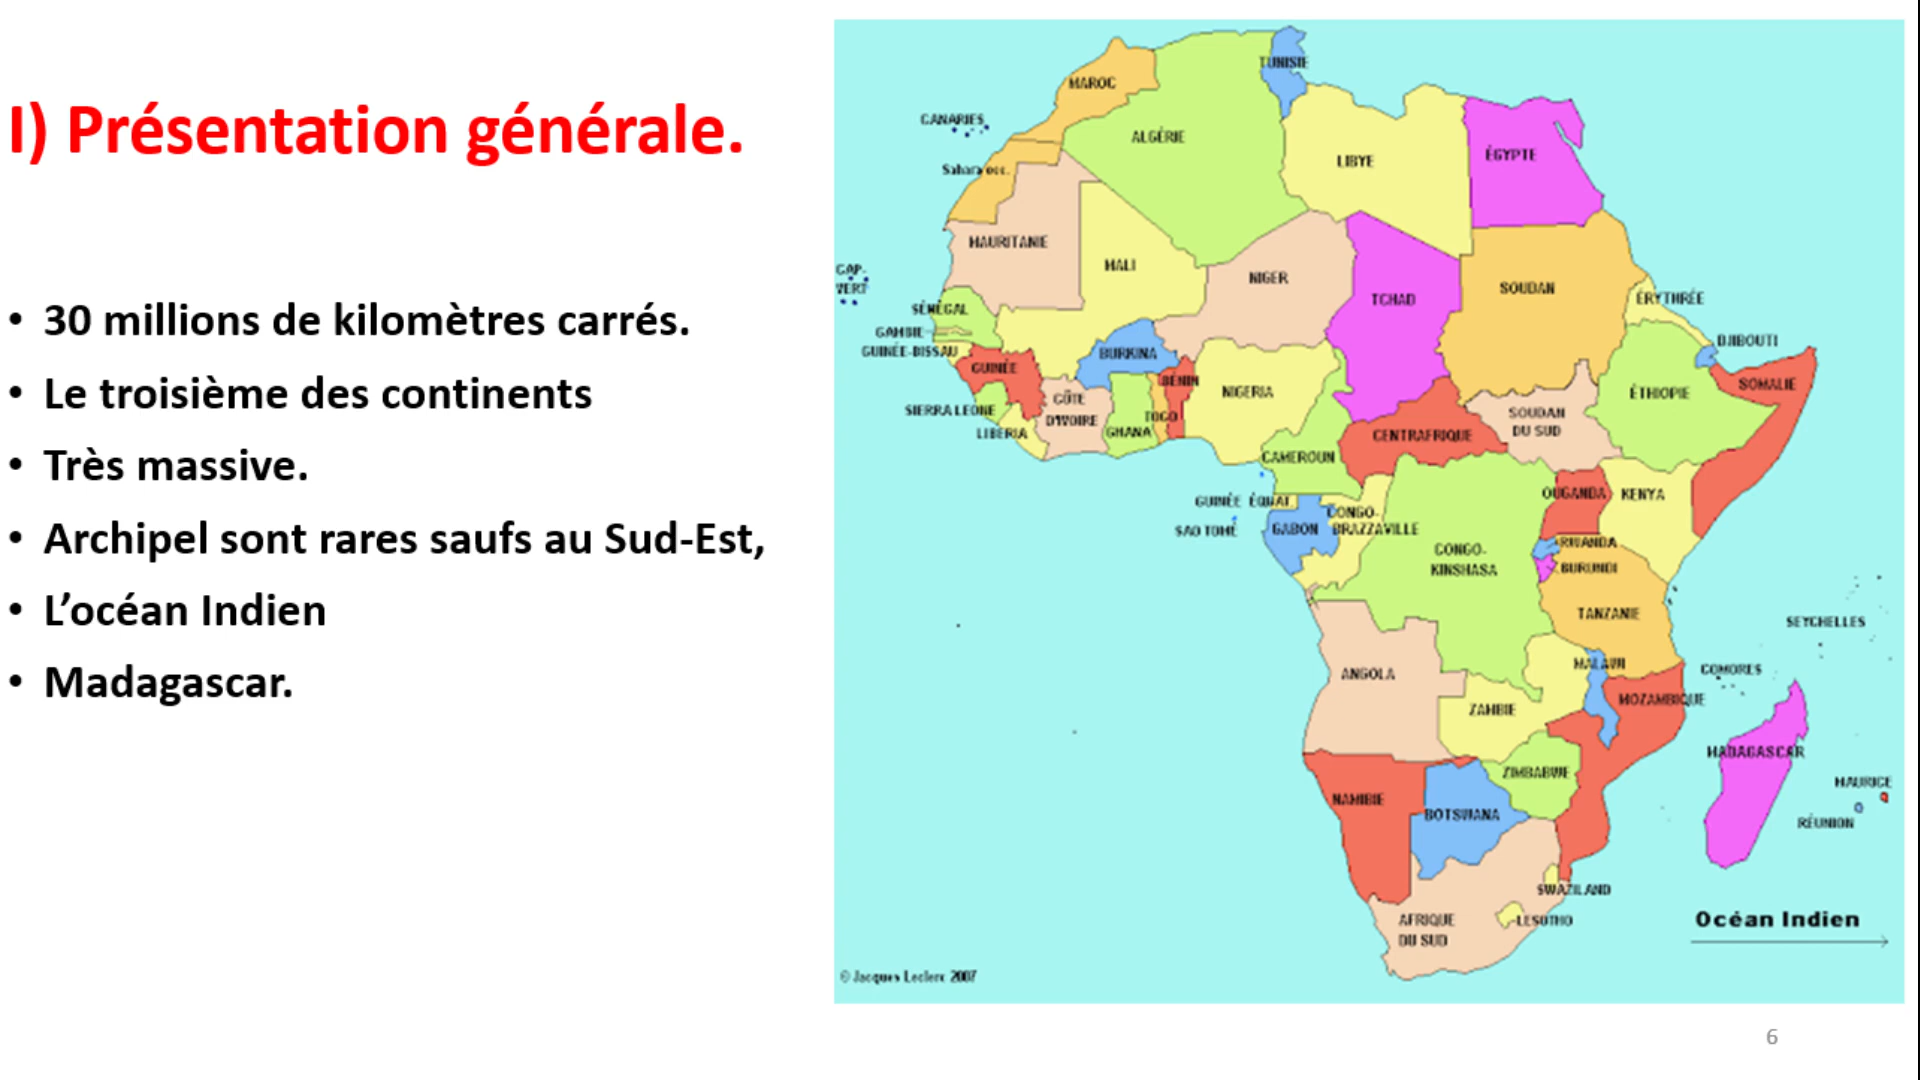 I) Présentation générale.
• 30 millions de kilomètres carrés.
• Le troisième des continents
• Très massive.
• Archipel sont rares saufs au Sud-Est,
• L’océan Indien
• Madagascar.
TUNISIE
MAROC
CANARIES
ALGÉRIE
LIBYE
ÉGYPTE
Sahara occ.
MAURITANIE
MALI
NIGER
TCHAD
SOUDAN
ÉRYTHRÉE
CAP-
VERT
SÉNÉGAL
GAMBIE
GUINÉE-BISSAU
GUINÉE
BURKINA
BÉNIN
NIGERIA
DJIBOUTI
SOMALIE
ÉTHIOPIE
SIERRA LEONE
CÔTE
D'IVOIRE
LIBERIA
GHANA
TOGO
CENTRAFRIQUE
SOUDAN
DU SUD
CAMEROUN
GUINÉE ÉQUAT.
SAO TOMÉ
GABON
CONGO-
BRAZZAVILLE
OUGANDA
KENYA
CONGO-
KINSHASA
RWANDA
BURUNDI
TANZANIE
SEYCHELLES
ANGOLA
MALAWI
COMORES
ZAMBIE
MOZAMBIQUE
MADAGASCAR
ZIMBABWE
MAURICE
NAMIBIE
BOTSWANA
RÉUNION
SWAZILAND
AFRIQUE
DU SUD
LESOTHO
Océan Indien
© Jacques Leclerc 2007
6